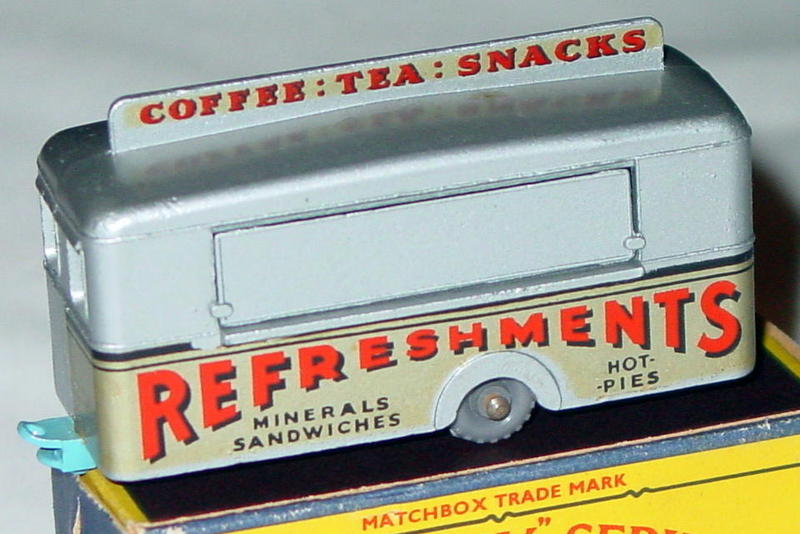 COFFEE : TEA : SNACKS
REFRESHMENTS
MINERALS
SANDWICHES
HOT-
-PIES
MATCHBOX TRADE MARK